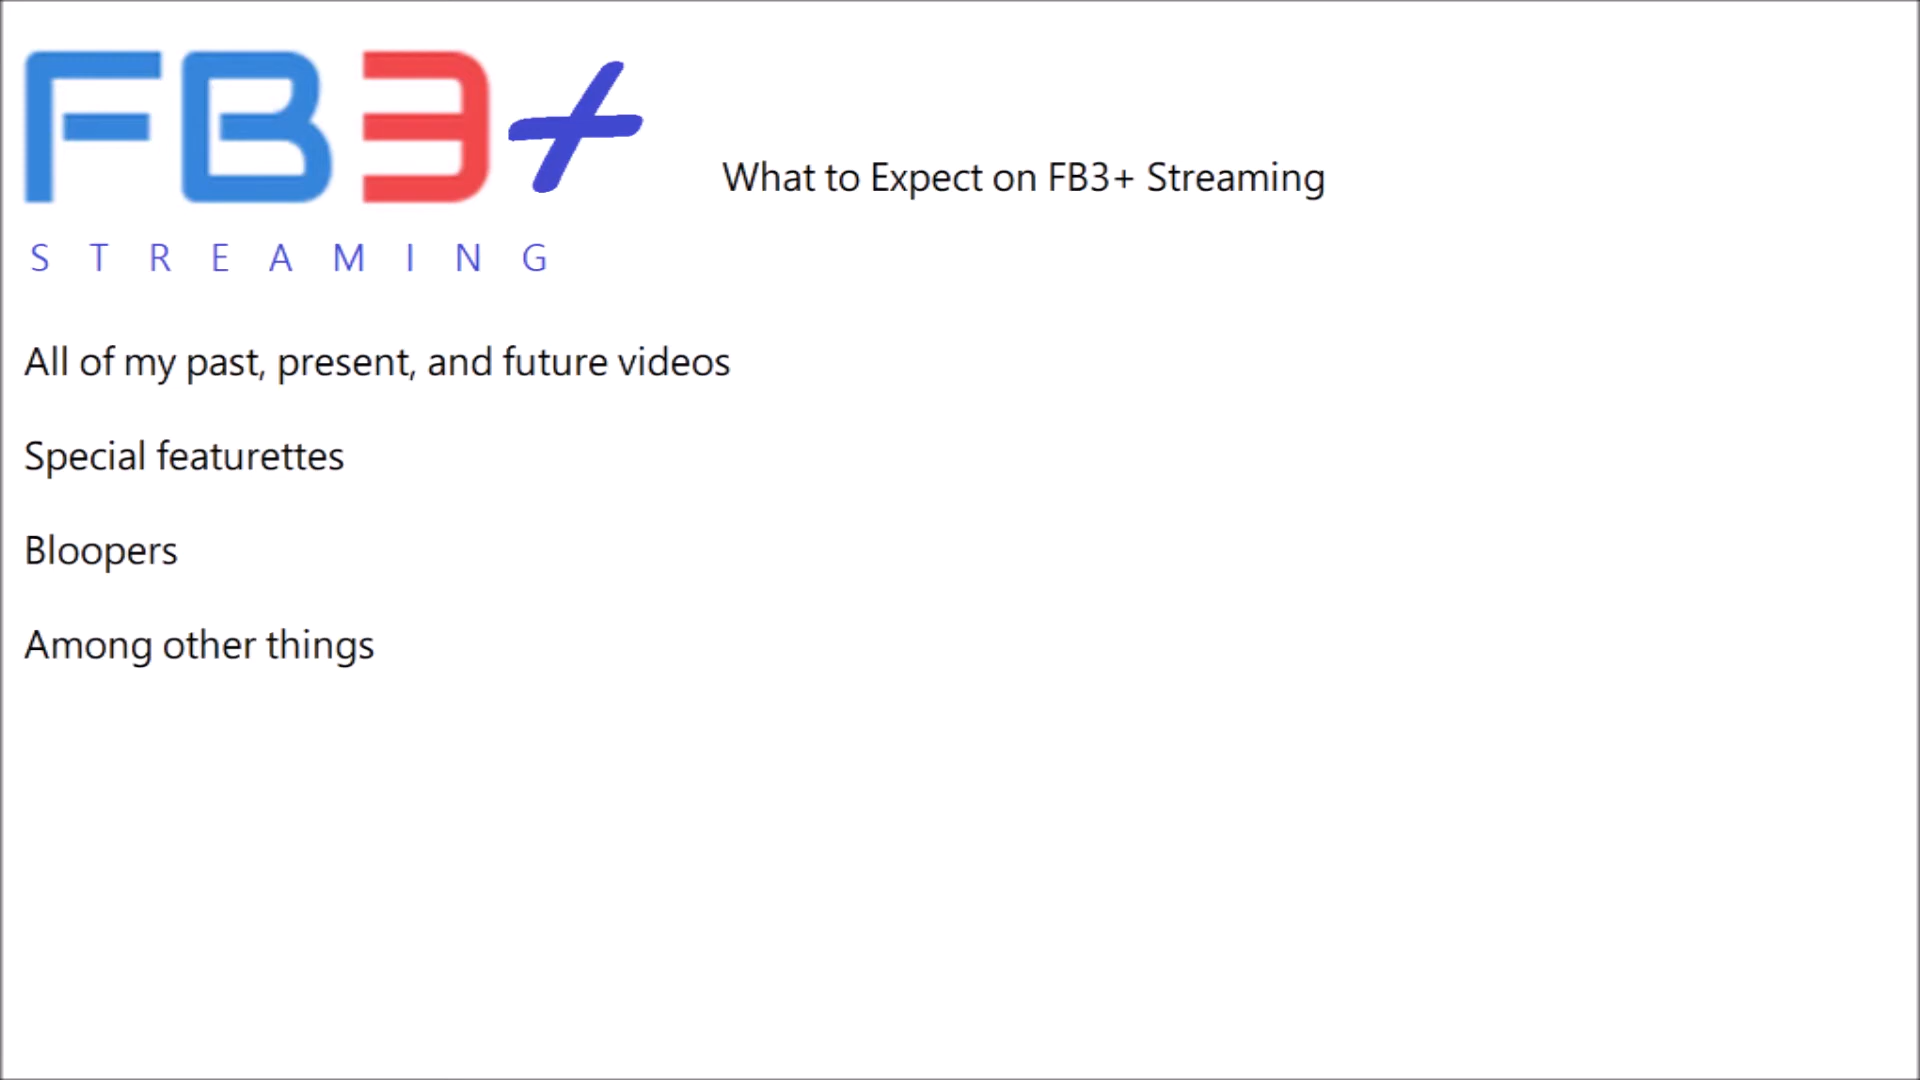 FB3+
What to Expect on FB3+ Streaming
STREAMING
All of my past, present, and future videos
Special featurettes
Bloopers
Among other things